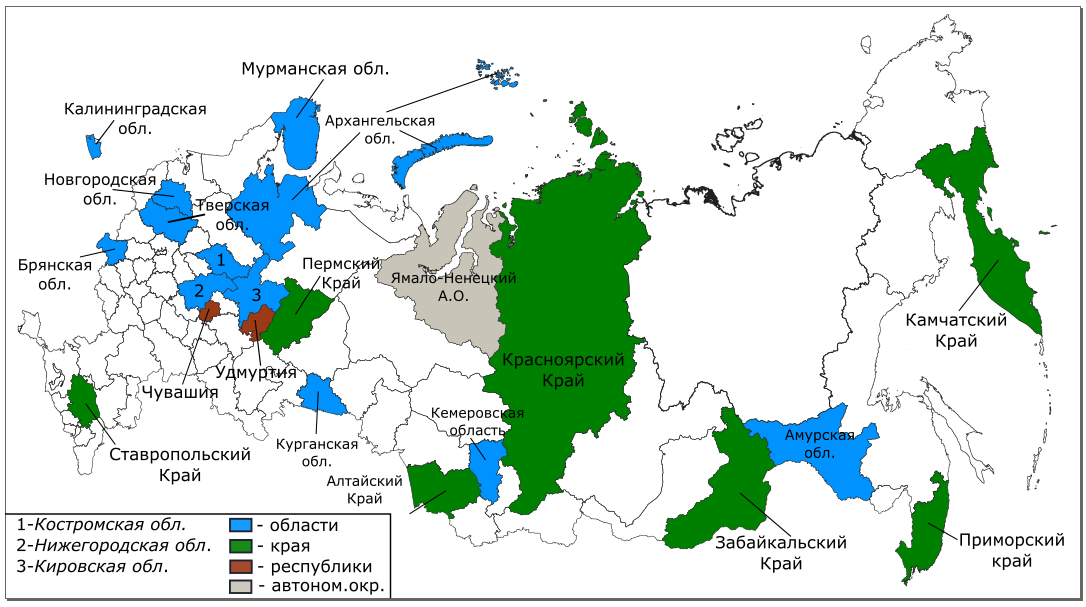 Мурманская обл.
Калининградская
обл.
Архангельская
обл.
Новгородская
обл.
Тверская
обл.
Брянская
обл.
1
2
3
Пермский
Край
Ямало-Ненецкий
А.О.
Камчатский
Край
Красноярский
Край
Удмуртия
Чувашия
Кемеровская
область
Курганская
обл.
Амурская
обл.
Ставропольский
Край
Алтайский
Край
Забайкальский
Край
Приморский
край
1-Костромская обл.
2-Нижегородская обл.
3-Кировская обл.
- области
- края
- республики
- автоном.окр.